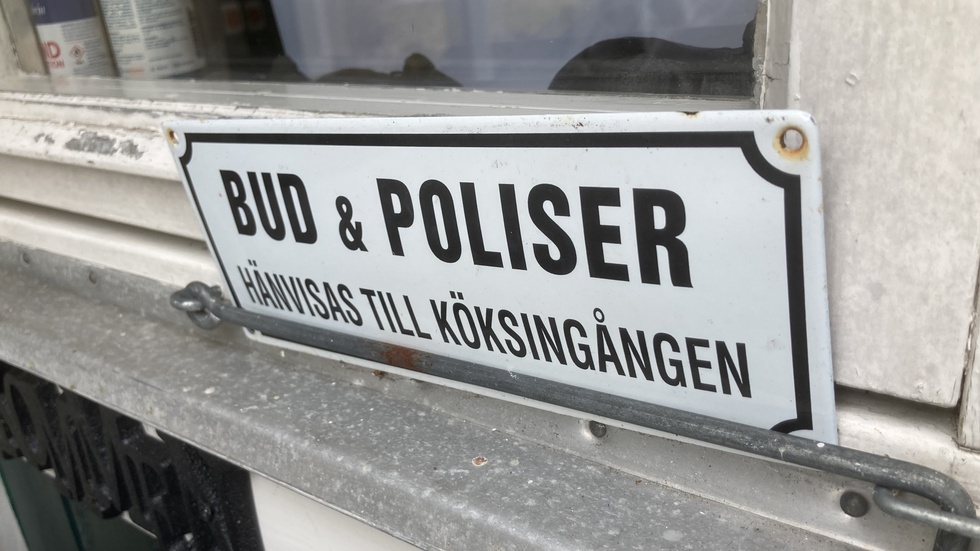 BUD & POLISER
HÄNVISAS TILL KÖKSINGÅNGEN